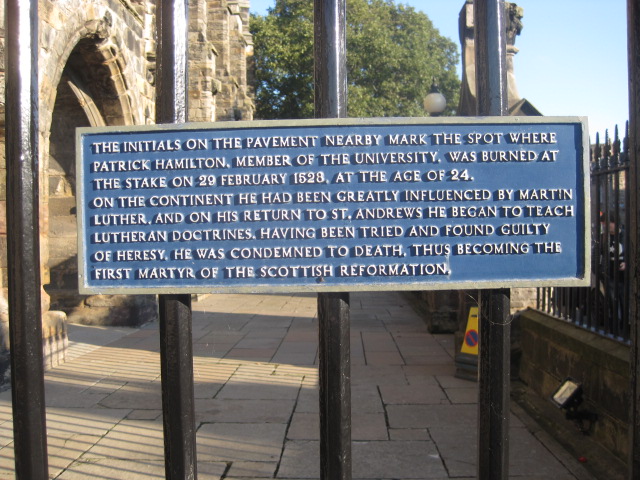 THE INITIALS ON THE PAVEMENT NEARBY MARK THE SPOT WHERE
PATRICK HAMILTON, MEMBER OF THE UNIVERSITY, WAS BURNED AT
THE STAKE ON 29 FEBRUARY 1528, AT THE AGE OF 24.
ON THE CONTINENT HE HAD BEEN GREATLY INFLUENCED BY MARTIN
LUTHER, AND ON HIS RETURN TO ST. ANDREWS HE BEGAN TO TEACH
LUTHERAN DOCTRINES. HAVING BEEN TRIED AND FOUND GUILTY
OF HERESY, HE WAS CONDEMNED TO DEATH, THUS BECOMING THE
FIRST MARTYR OF THE SCOTTISH REFORMATION.